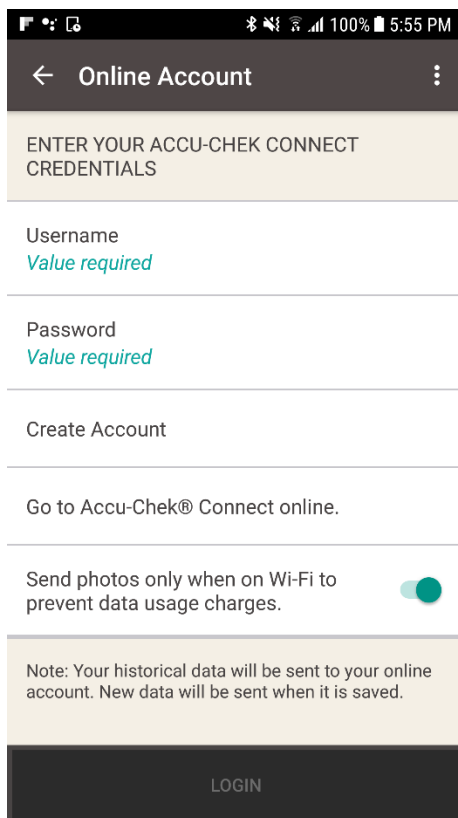 100% 5:55 PM
Online Account
ENTER YOUR ACCU-CHEK CONNECT
CREDENTIALS
Username
Value required
Password
Value required
Create Account
Go to Accu-Chek® Connect online.
Send photos only when on Wi-Fi to
prevent data usage charges.
Note: Your historical data will be sent to your online
account. New data will be sent when it is saved.
LOGIN